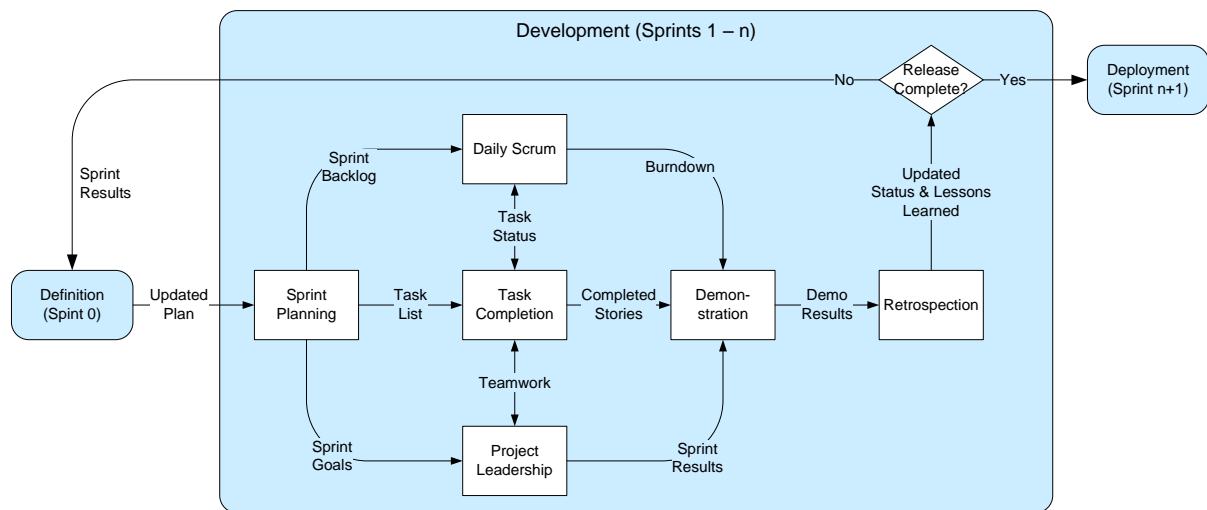 Development (Sprints 1 – n)
No
Release
Complete?
Yes
Deployment
(Sprint n+1)
Sprint
Results
Sprint
Backlog
Daily Scrum
Burndown
Updated
Status & Lessons
Learned
Task
Status
Definition
(Spint 0)
Updated
Plan
Sprint
Planning
Task
List
Task
Completion
Completed
Stories
Demon-
stration
Demo
Results
Retrospection
Teamwork
Sprint
Goals
Project
Leadership
Sprint
Results